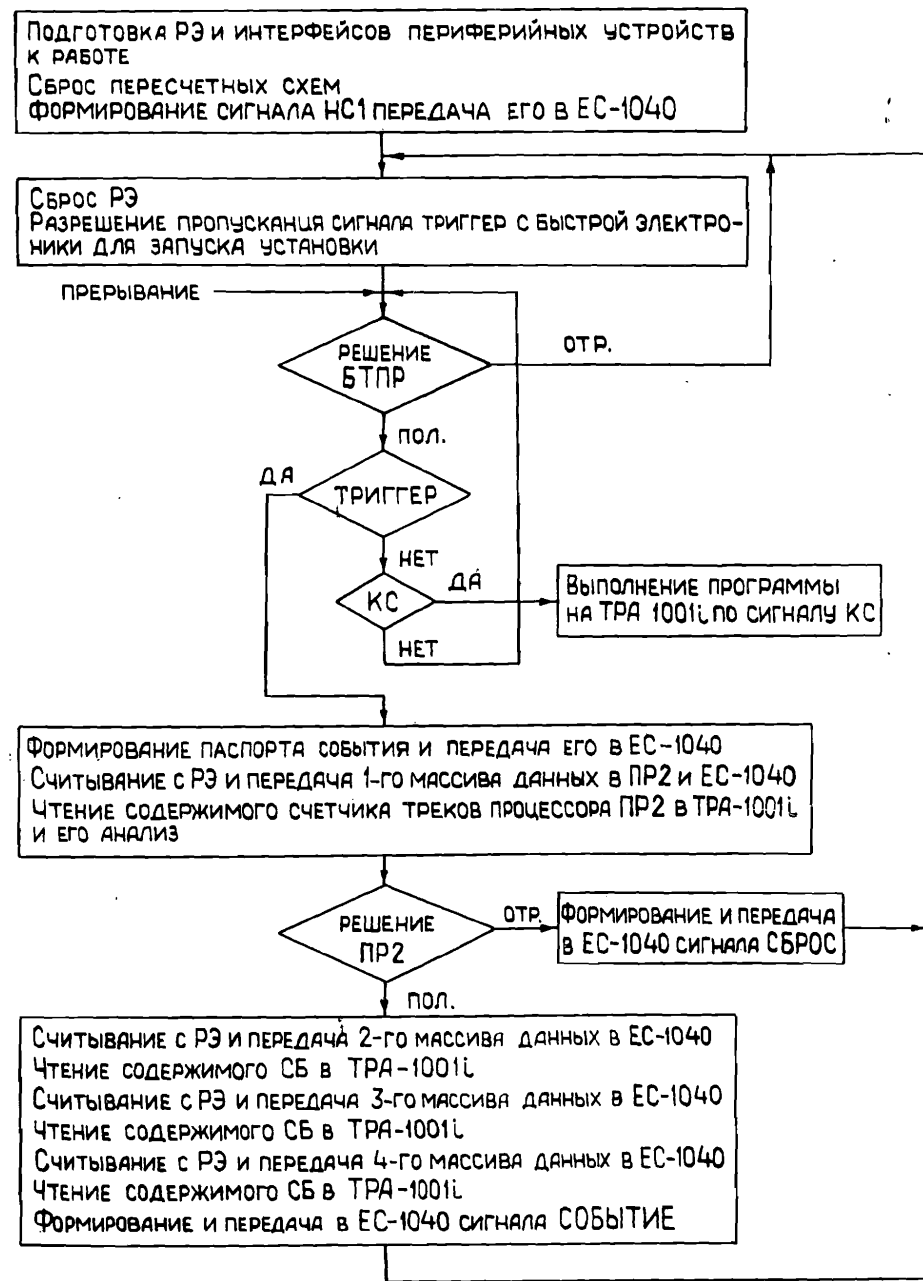 ПОДГОТОВКА РЭ И ИНТЕРФЕЙСОВ ПЕРИФЕРИЙНЫХ УСТРОЙСТВ
К РАБОТЕ
СБРОС ПЕРЕСЧЕТНЫХ СХЕМ
ФОРМИРОВАНИЕ СИГНАЛА НС1 ПЕРЕДАЧА ЕГО В ЕС-1040
СБРОС РЭ
РАЗРЕШЕНИЕ ПРОПУСКАНИЯ СИГНАЛА ТРИГГЕР С БЫСТРОЙ ЭЛЕКТРО-
НИКИ ДЛЯ ЗАПУСКА УСТАНОВКИ
ПРЕРЫВАНИЕ
РЕШЕНИЕ
БТПР
ОТР.
ПОЛ.
ДА
ТРИГГЕР
НЕТ
КС
ДА
НЕТ
ВЫПОЛНЕНИЕ ПРОГРАММЫ
НА ТРА 1001i ПО СИГНАЛУ КС
ФОРМИРОВАНИЕ ПАСПОРТА СОБЫТИЯ И ПЕРЕДАЧА ЕГО В ЕС-1040
СЧИТЫВАНИЕ С РЭ И ПЕРЕДАЧА 1-ГО МАССИВА ДАННЫХ В ПР2 И ЕС-1040
ЧТЕНИЕ СОДЕРЖИМОГО СЧЕТЧИКА ТРЕКОВ ПРОЦЕССОРА ПР2 В ТРА-1001i
И ЕГО АНАЛИЗ
РЕШЕНИЕ
ПР2
ОТР.
ФОРМИРОВАНИЕ И ПЕРЕДАЧА
В ЕС-1040 СИГНАЛА СБРОС
ПОЛ.
СЧИТЫВАНИЕ С РЭ И ПЕРЕДАЧА 2-ГО МАССИВА ДАННЫХ В ЕС-1040
ЧТЕНИЕ СОДЕРЖИМОГО СБ В ТРА-1001i
СЧИТЫВАНИЕ С РЭ И ПЕРЕДАЧА 3-ГО МАССИВА ДАННЫХ В ЕС-1040
ЧТЕНИЕ СОДЕРЖИМОГО СБ В ТРА-1001i
СЧИТЫВАНИЕ С РЭ И ПЕРЕДАЧА 4-ГО МАССИВА ДАННЫХ В ЕС-1040
ЧТЕНИЕ СОДЕРЖИМОГО СБ В ТРА-1001i
ФОРМИРОВАНИЕ И ПЕРЕДАЧА В ЕС-1040 СИГНАЛА СОБЫТИЕ